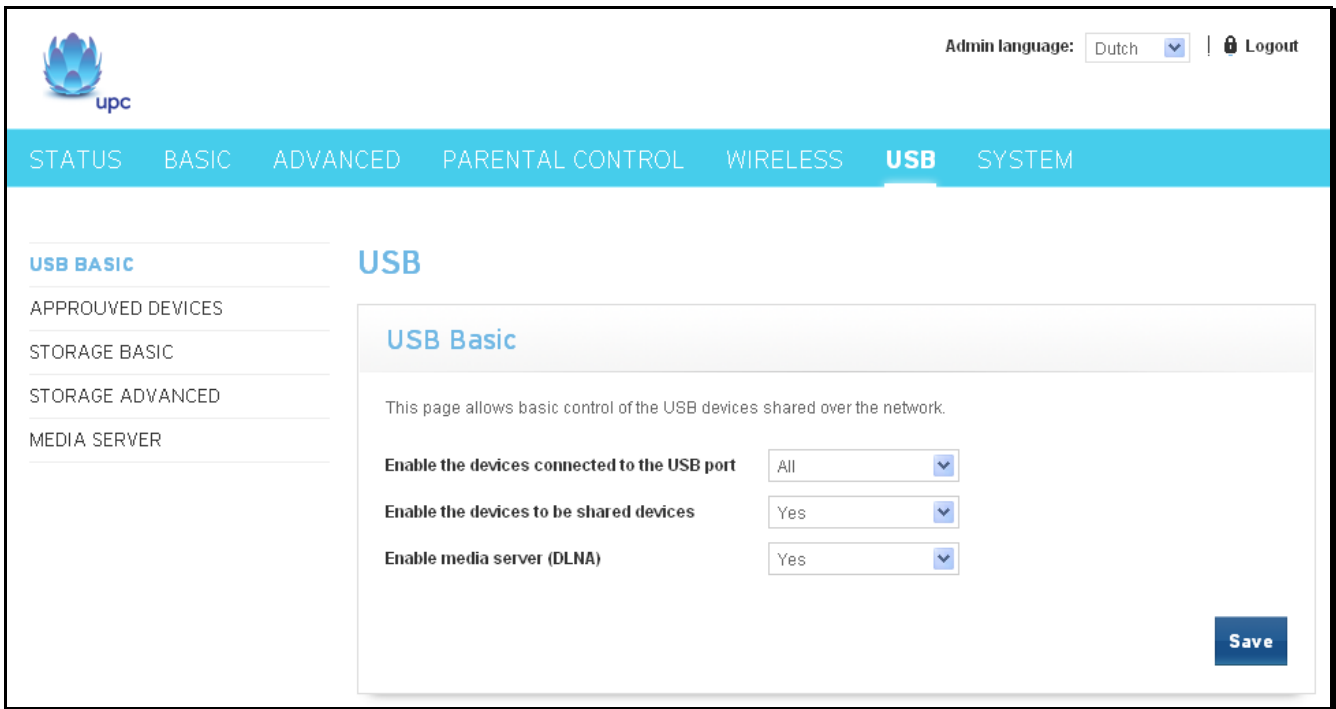 upc
Admin language: Dutch | Logout
STATUS BASIC ADVANCED PARENTAL CONTROL WIRELESS USB SYSTEM
USB BASIC
APPROUVED DEVICES
STORAGE BASIC
STORAGE ADVANCED
MEDIA SERVER
USB
USB Basic
This page allows basic control of the USB devices shared over the network.
Enable the devices connected to the USB port All
Enable the devices to be shared devices Yes
Enable media server (DLNA) Yes
Save